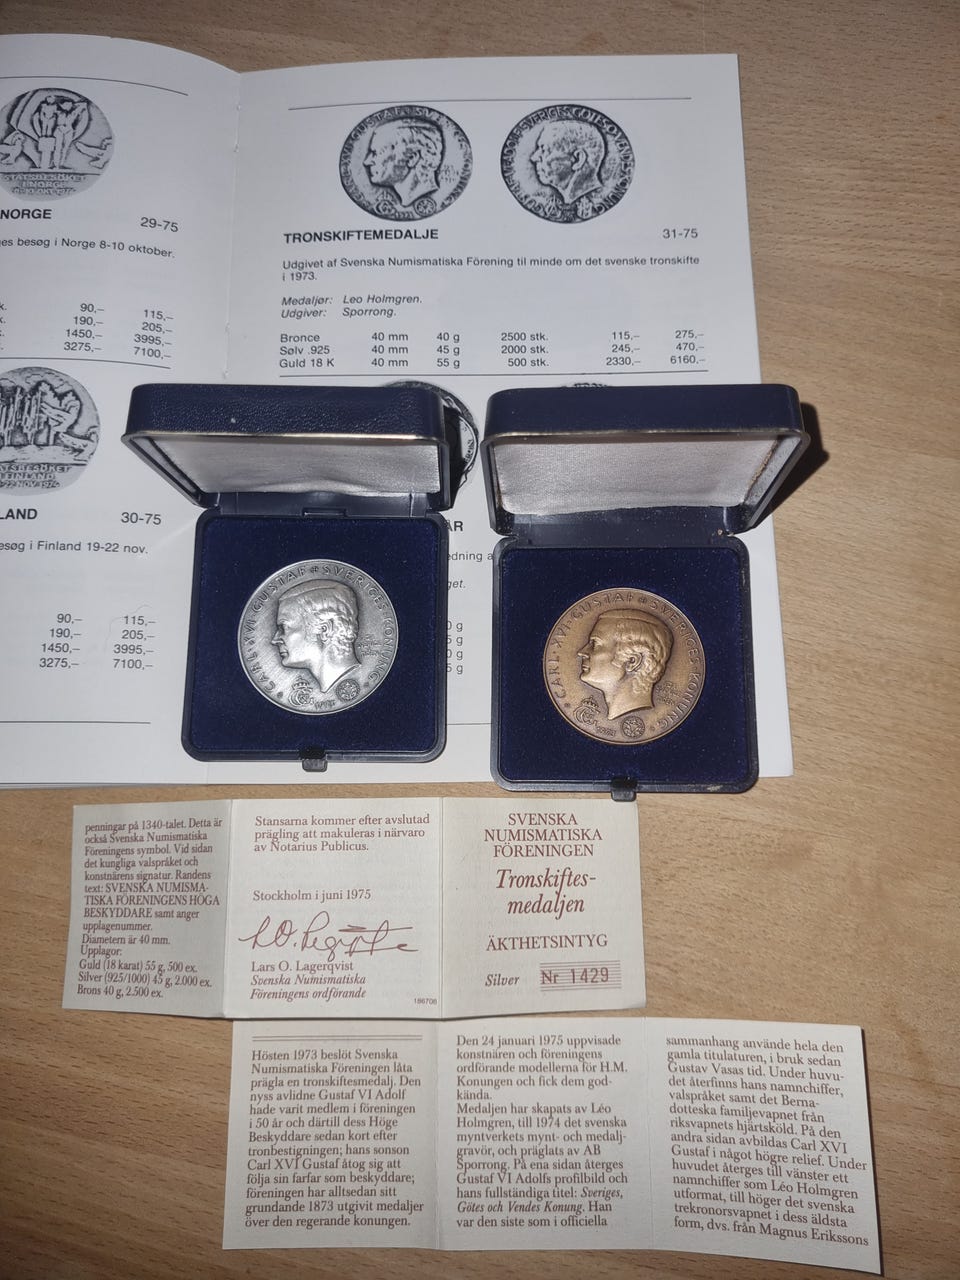 STATSBESÖKET
I NORGE
NORGE
29-75
ges besøg i Norge 8-10 oktober.
k. 90,– 115,–
k. 190,– 205,–
1450,– 3995,–
3275,– 7100,–
FINLAND
LAND
30-75
esøg i Finland 19-22 nov.
90,– 115,–
190,– 205,–
1450,– 3995,–
3275,– 7100,–
TRONSKIFTEMEDALJE
31-75
Udgivet af Svenska Numismatiska Förening til minde om det svenske tronskifte
i 1973.
Medaljør: Leo Holmgren.
Udgiver: Sporrong.
Bronce 40 mm 40 g 2500 stk. 115,– 275,–
Sølv .925 40 mm 45 g 2000 stk. 245,– 470,–
Guld 18 K 40 mm 55 g 500 stk. 2330,– 6160,–
ÅR
edning a
get.
0 g
5 g
0 g
5 g
CARL·XVI·GUSTAF·SVERIGES·KONUNG
CARL·XVI·GUSTAF·SVERIGES·KONUNG
penningar på 1340-talet. Detta är
också Svenska Numismatiska
Föreningens symbol. Vid sidan
det kungliga valspråket och
konstnärens signatur. Randens
text: SVENSKA NUMISMA-
TISKA FÖRENINGENS HÖGA
BESKYDDARE samt anger
upplagenummer.
Diametern är 40 mm.
Upplagor:
Guld (18 karat) 55 g, 500 ex.
Silver (925/1000) 45 g, 2.000 ex.
Brons 40 g, 2.500 ex.
Stansarna kommer efter avslutad
prägling att makuleras i närvaro
av Notarius Publicus.
Stockholm i juni 1975
Lars O. Lagerqvist
Svenska Numismatiska
Föreningens ordförande
186706
SVENSKA
NUMISMATISKA
FÖRENINGEN
Tronskiftes-
medaljen
ÄKTHETSINTYG
Silver Nr 1429
Hösten 1973 beslöt Svenska
Numismatiska Föreningen låta
prägla en tronskiftesmedalj. Den
nyss avlidne Gustaf VI Adolf
hade varit medlem i föreningen
i 50 år och därtill dess Höge
Beskyddare sedan kort efter
tronbestigningen; hans sonson
Carl XVI Gustaf åtog sig att
följa sin farfar som beskyddare;
föreningen har alltsedan sitt
grundande 1873 utgivit medaljer
över den regerande konungen.
Den 24 januari 1975 uppvisade
konstnären och föreningens
ordförande modellerna för H.M.
Konungen och fick dem god-
kända.
Medaljen har skapats av Léo
Holmgren, till 1974 det svenska
myntverkets mynt- och medalj-
gravör, och präglats av AB
Sporrong. På ena sidan återges
Gustaf VI Adolfs profilbild och
hans fullständiga titel: Sveriges,
Götes och Vendes Konung. Han
var den siste som i officiella
sammanhang använde hela den
gamla titulaturen, i bruk sedan
Gustav Vasas tid. Under huvu-
det återfinns hans namnchiffer,
valspråket samt det Berna-
dotteska familjevapnet från
riksvapnets hjärtsköld. På den
andra sidan avbildas Carl XVI
Gustaf i något högre relief. Under
huvudet återges till vänster ett
namnchiffer som Léo Holmgren
utformat, till höger det svenska
trekronorsvapnet i dess äldsta
form, dvs. från Magnus Erikssons